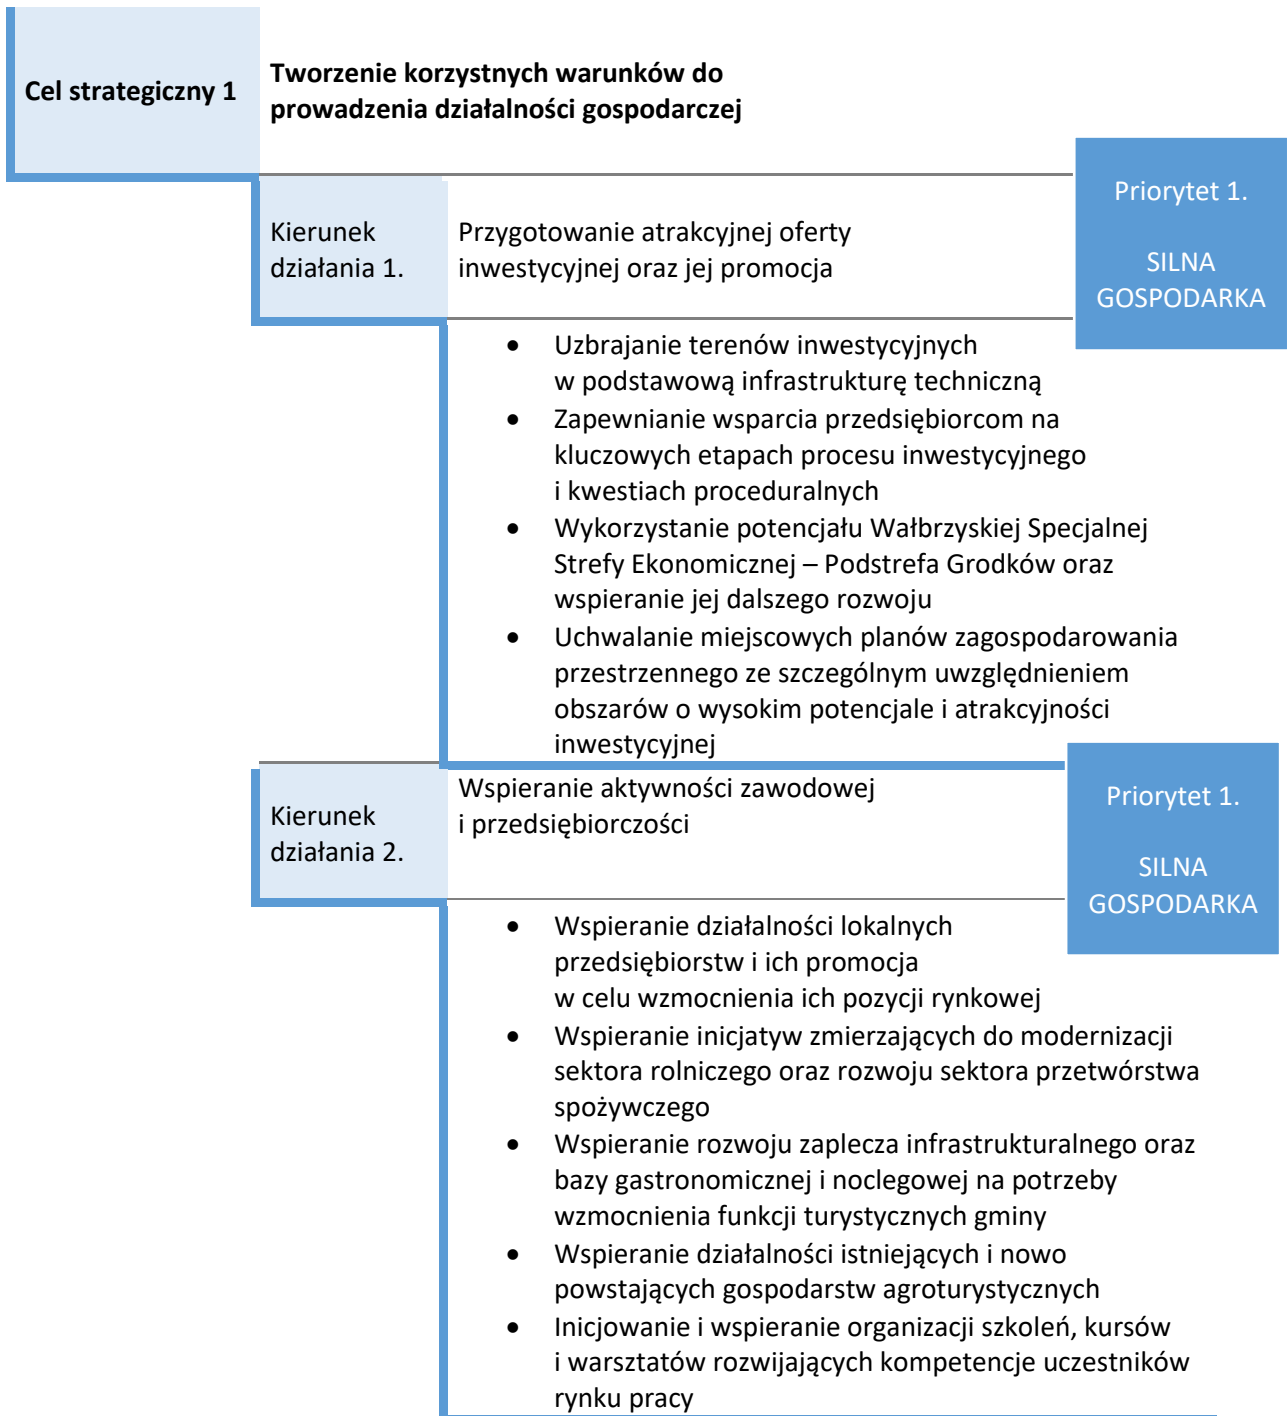 Cel strategiczny 1
Tworzenie korzystnych warunków do
prowadzenia działalności gospodarczej
Priorytet 1.
SILNA
GOSPODARKA
Kierunek
działania 1.
Przygotowanie atrakcyjnej oferty
inwestycyjnej oraz jej promocja
• Uzbrajanie terenów inwestycyjnych
w podstawową infrastrukturę techniczną
• Zapewnianie wsparcia przedsiębiorcom na
kluczowych etapach procesu inwestycyjnego
i kwestiach proceduralnych
• Wykorzystanie potencjału Wałbrzyskiej Specjalnej
Strefy Ekonomicznej – Podstrefa Grodków oraz
wspieranie jej dalszego rozwoju
• Uchwalanie miejscowych planów zagospodarowania
przestrzennego ze szczególnym uwzględnieniem
obszarów o wysokim potencjale i atrakcyjności
inwestycyjnej
Kierunek
działania 2.
Wspieranie aktywności zawodowej
i przedsiębiorczości
Priorytet 1.
SILNA
GOSPODARKA
• Wspieranie działalności lokalnych
przedsiębiorstw i ich promocja
w celu wzmocnienia ich pozycji rynkowej
• Wspieranie inicjatyw zmierzających do modernizacji
sektora rolniczego oraz rozwoju sektora przetwórstwa
spożywczego
• Wspieranie rozwoju zaplecza infrastrukturalnego oraz
bazy gastronomicznej i noclegowej na potrzeby
wzmocnienia funkcji turystycznych gminy
• Wspieranie działalności istniejących i nowo
powstających gospodarstw agroturystycznych
• Inicjowanie i wspieranie organizacji szkoleń, kursów
i warsztatów rozwijających kompetencje uczestników
rynku pracy